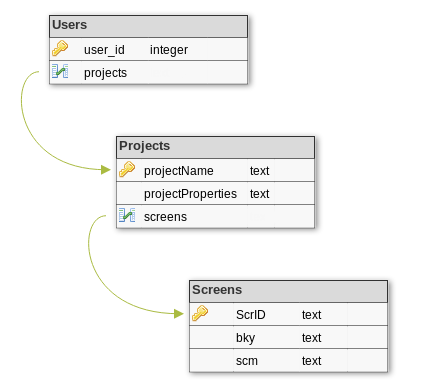 Users
user_id integer
projects
Projects
projectName text
projectProperties text
screens
Screens
ScrID text
bky text
scm text